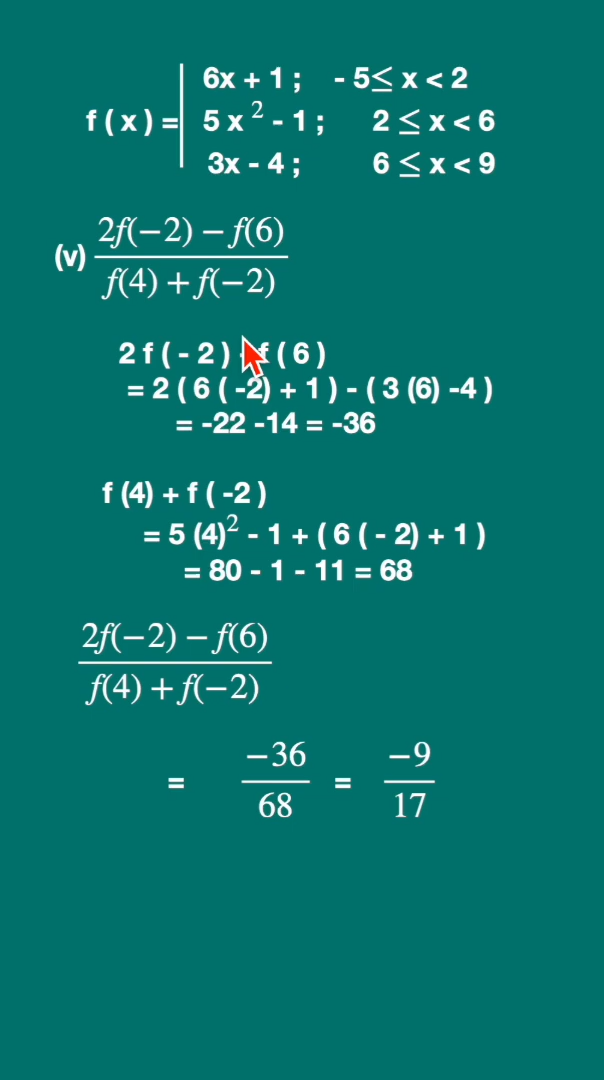 6x + 1 ; - 5≤ x < 2
f ( x ) = 5 x² - 1 ; 2 ≤ x < 6
3x - 4 ; 6 ≤ x < 9
2f(−2) − f(6)
(v)
f(4) + f(−2)
2 f ( - 2 ) - f ( 6 )
= 2 ( 6 ( -2) + 1 ) - ( 3 (6) -4 )
= -22 -14 = -36
f (4) + f ( -2 )
= 5 (4)² - 1 + ( 6 ( - 2) + 1 )
= 80 - 1 - 11 = 68
2f(−2) − f(6)
f(4) + f(−2)
−36 −9
= =
68 17